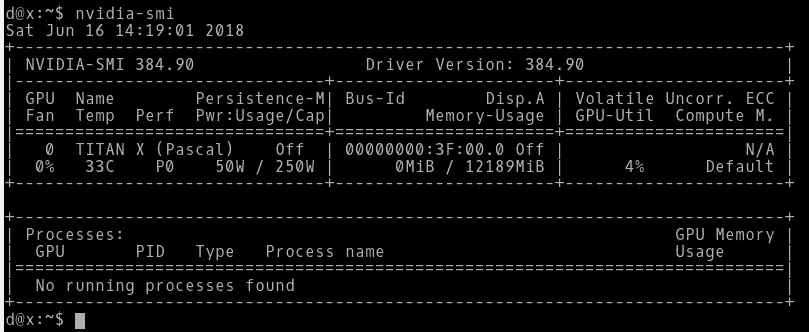 d@x:~$ nvidia-smi
Sat Jun 16 14:19:01 2018
+-----------------------------------------------------------------------------+
| NVIDIA-SMI 384.90                 Driver Version: 384.90                    |
|-------------------------------+----------------------+----------------------+
| GPU  Name        Persistence-M| Bus-Id        Disp.A | Volatile Uncorr. ECC |
| Fan  Temp  Perf  Pwr:Usage/Cap|         Memory-Usage | GPU-Util  Compute M. |
|===============================+======================+======================|
|   0  TITAN X (Pascal)    Off  | 00000000:3F:00.0 Off |                  N/A |
| 0%   33C    P0    50W / 250W |      0MiB / 12189MiB |      4%      Default |
+-------------------------------+----------------------+----------------------+

+-----------------------------------------------------------------------------+
| Processes:                                                       GPU Memory |
|  GPU       PID   Type   Process name                             Usage      |
|=============================================================================|
|  No running processes found                                                 |
+-----------------------------------------------------------------------------+
d@x:~$